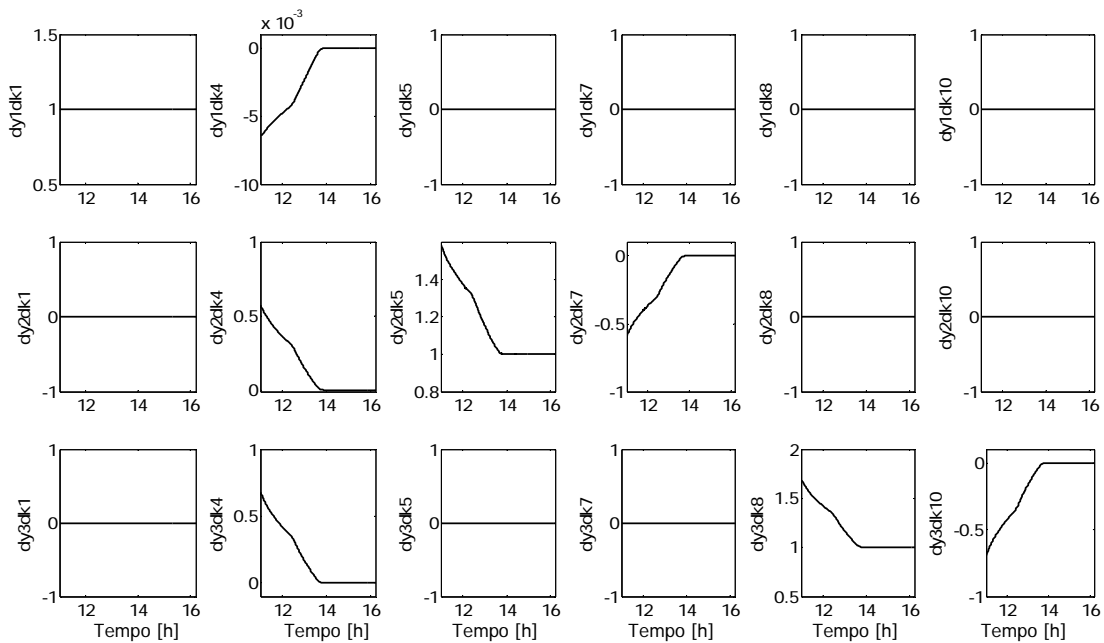 x 10⁻³
dy1dk1
1.5
1
0.5
12 14 16
dy1dk4
0
-5
-10
12 14 16
dy1dk5
1
0
-1
12 14 16
dy1dk7
1
0
-1
12 14 16
dy1dk8
1
0
-1
12 14 16
dy1dk10
1
0
-1
12 14 16
dy2dk1
1
0
-1
12 14 16
dy2dk4
1
0.5
0
12 14 16
dy2dk5
1.4
1.2
1
0.8
12 14 16
dy2dk7
0
-0.5
-1
12 14 16
dy2dk8
1
0
-1
12 14 16
dy2dk10
1
0
-1
12 14 16
dy3dk1
1
0
-1
12 14 16
Tempo [h]
dy3dk4
1
0.5
0
12 14 16
Tempo [h]
dy3dk5
1
0
-1
12 14 16
Tempo [h]
dy3dk7
1
0
-1
12 14 16
Tempo [h]
dy3dk8
2
1.5
1
0.5
12 14 16
Tempo [h]
dy3dk10
0
-0.5
-1
12 14 16
Tempo [h]